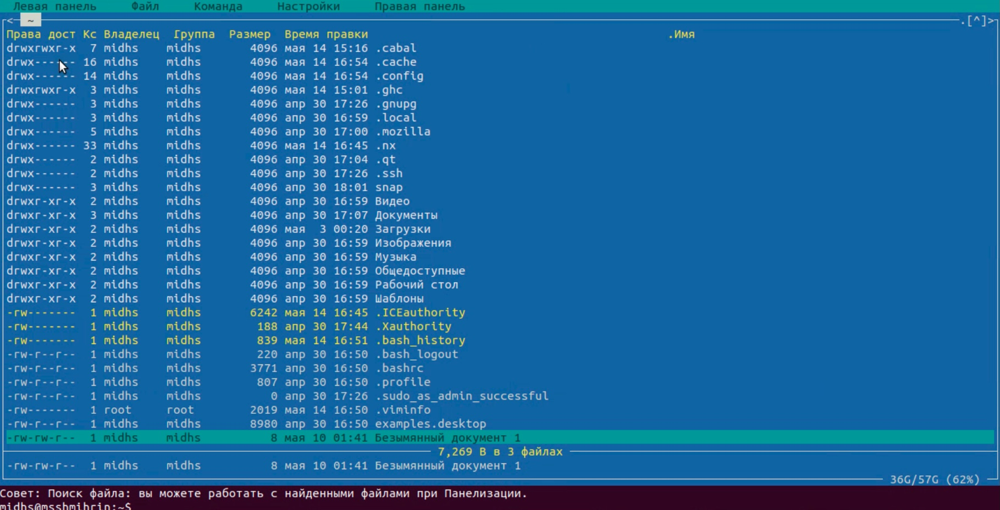 Левая панель Файл Команда Настройки Правая панель
<─ ~ .[^]>
Права дост Кс Владелец Группа Размер Время правки .Имя
drwxrwxr-x 7 midhs midhs 4096 мая 14 15:16 .cabal
drwx------ 16 midhs midhs 4096 мая 14 16:54 .cache
drwx------ 14 midhs midhs 4096 мая 14 16:54 .config
drwxrwxr-x 3 midhs midhs 4096 мая 14 15:01 .ghc
drwx------ 3 midhs midhs 4096 апр 30 17:26 .gnupg
drwx------ 3 midhs midhs 4096 апр 30 16:59 .local
drwx------ 5 midhs midhs 4096 апр 30 17:00 .mozilla
drwx------ 33 midhs midhs 4096 мая 14 16:45 .nx
drwx------ 2 midhs midhs 4096 апр 30 17:04 .qt
drwx------ 2 midhs midhs 4096 апр 30 17:26 .ssh
drwx------ 3 midhs midhs 4096 апр 30 18:01 snap
drwxr-xr-x 2 midhs midhs 4096 апр 30 16:59 Видео
drwxr-xr-x 3 midhs midhs 4096 апр 30 17:07 Документы
drwxr-xr-x 2 midhs midhs 4096 мая 3 00:20 Загрузки
drwxr-xr-x 2 midhs midhs 4096 апр 30 16:59 Изображения
drwxr-xr-x 2 midhs midhs 4096 апр 30 16:59 Музыка
drwxr-xr-x 2 midhs midhs 4096 апр 30 16:59 Общедоступные
drwxr-xr-x 2 midhs midhs 4096 апр 30 16:59 Рабочий стол
drwxr-xr-x 2 midhs midhs 4096 апр 30 16:59 Шаблоны
-rw------- 1 midhs midhs 6242 мая 14 16:45 .ICEauthority
-rw------- 1 midhs midhs 188 апр 30 17:44 .Xauthority
-rw------- 1 midhs midhs 839 мая 14 16:51 .bash_history
-rw-r--r-- 1 midhs midhs 220 апр 30 16:50 .bash_logout
-rw-r--r-- 1 midhs midhs 3771 апр 30 16:50 .bashrc
-rw-r--r-- 1 midhs midhs 807 апр 30 16:50 .profile
-rw-r--r-- 1 midhs midhs 0 апр 30 17:26 .sudo_as_admin_successful
-rw------- 1 root root 2019 мая 14 16:50 .viminfo
-rw-r--r-- 1 midhs midhs 8980 апр 30 16:50 examples.desktop
-rw-rw-r-- 1 midhs midhs 8 мая 10 01:41 Безымянный документ 1
7,269 B в 3 файлах
-rw-rw-r-- 1 midhs midhs 8 мая 10 01:41 Безымянный документ 1
36G/57G (62%)
Совет: Поиск файла: вы можете работать с найденными файлами при Панелизации.
midhs@msshmihrin:~$